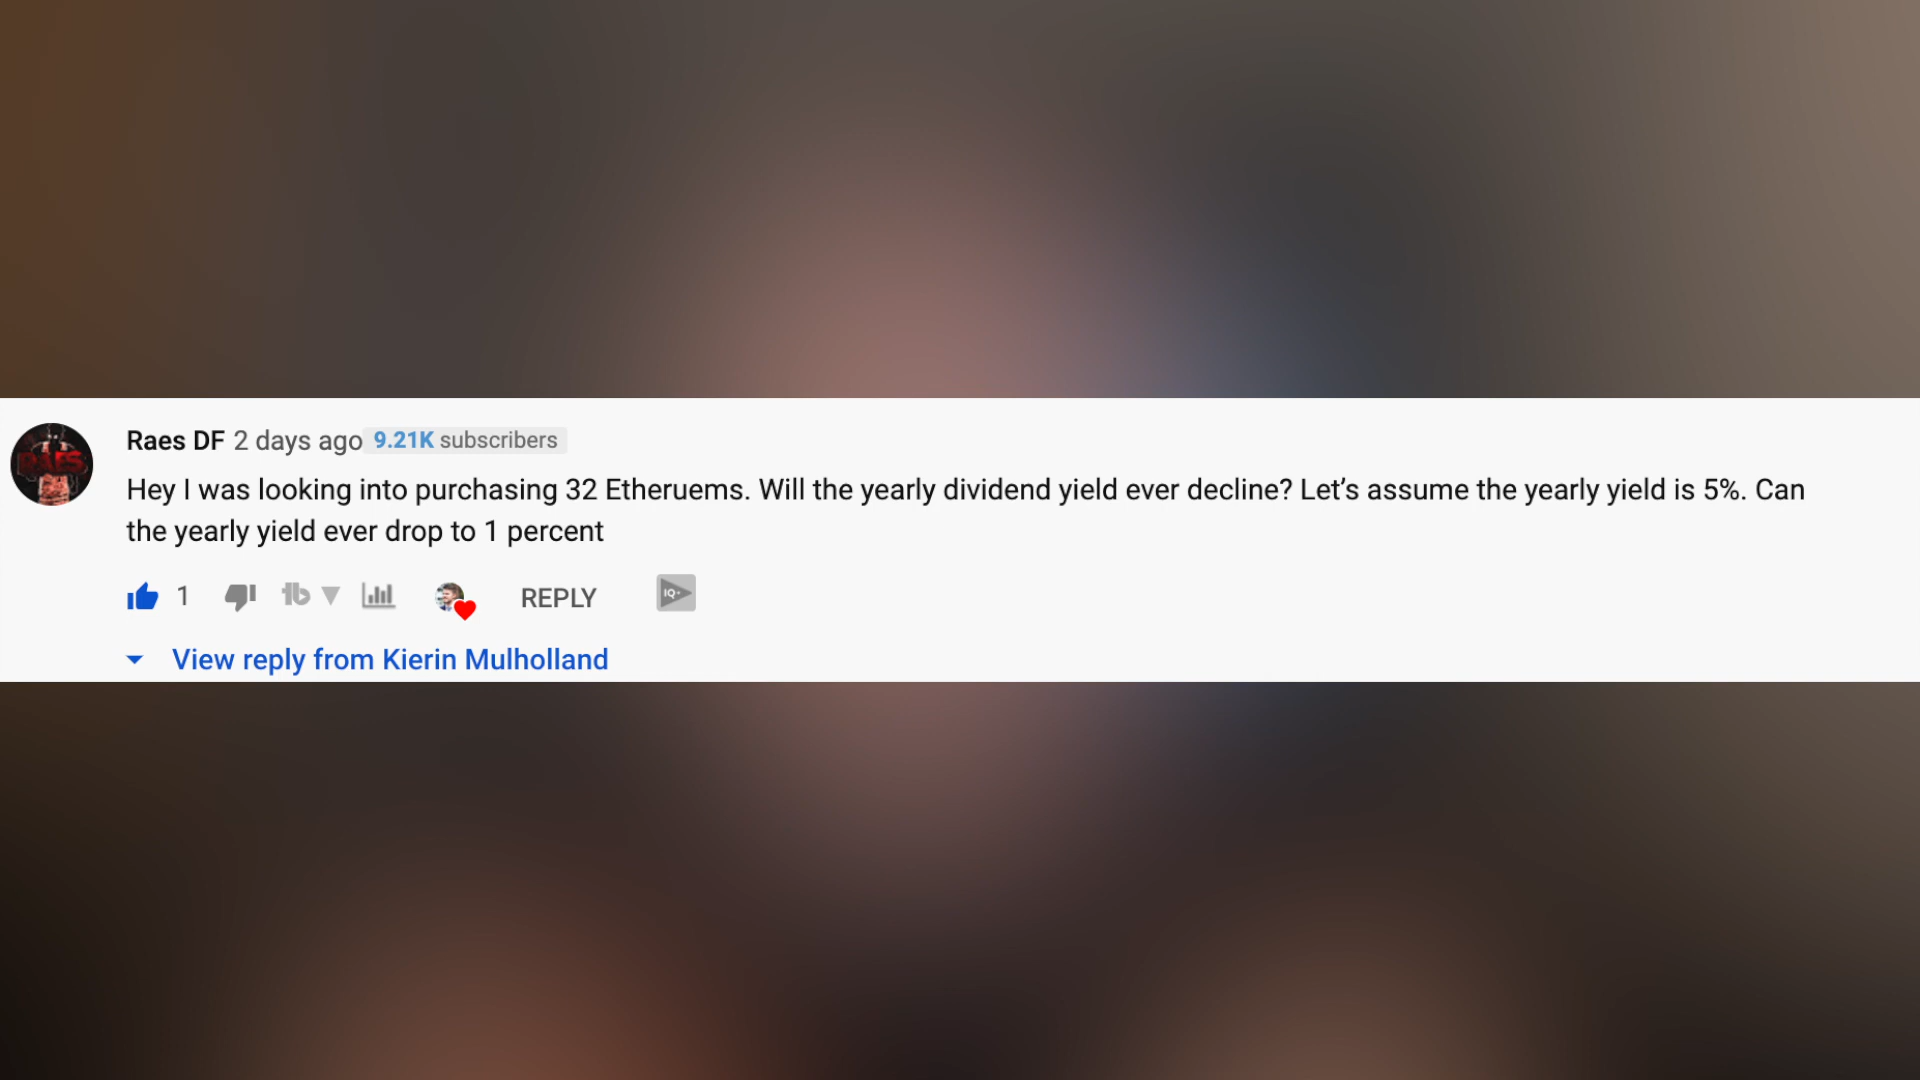 Raes DF 2 days ago 9.21K subscribers
Hey I was looking into purchasing 32 Etheruems. Will the yearly dividend yield ever decline? Let’s assume the yearly yield is 5%. Can
the yearly yield ever drop to 1 percent
1 REPLY IQ+
View reply from Kierin Mulholland